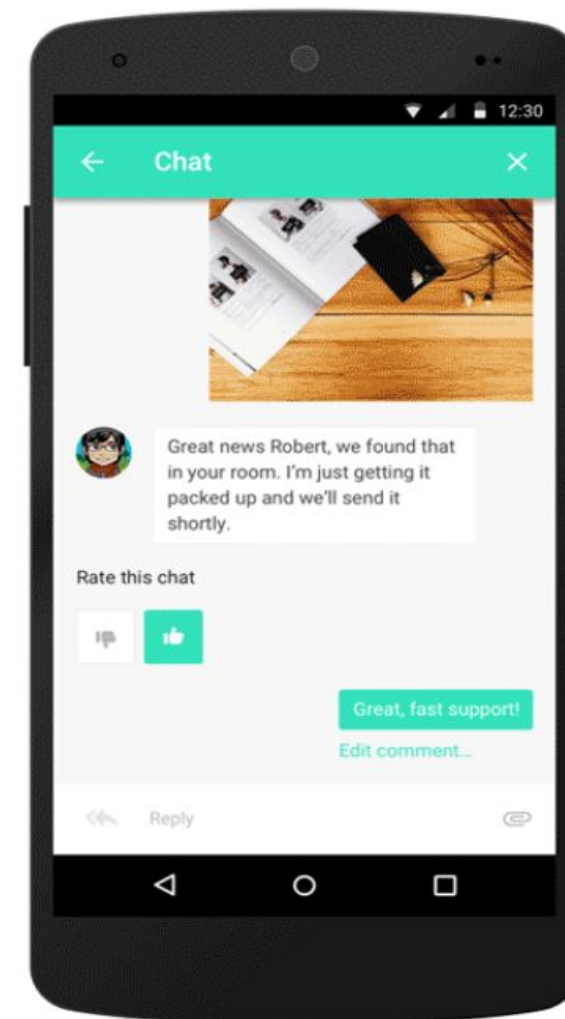 12:30
Chat
Great news Robert, we found that
in your room. I'm just getting it
packed up and we'll send it
shortly.
Rate this chat
Great, fast support!
Edit comment...
Reply